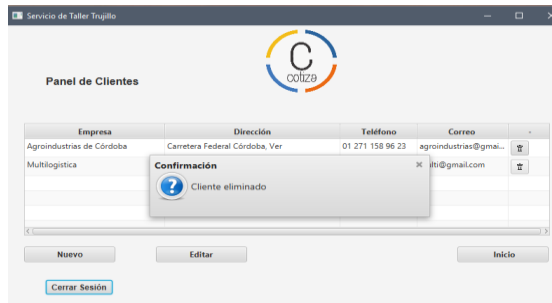 Servicio de Taller Trujillo
C
cotiza
Panel de Clientes
Empresa Dirección Teléfono Correo
Agroindustrias de Córdoba Carretera Federal Córdoba, Ver 01 271 158 96 23 agroindustrias@gmai...
Multilogistica lti@gmail.com
Confirmación
Cliente eliminado
Nuevo Editar Inicio
Cerrar Sesión